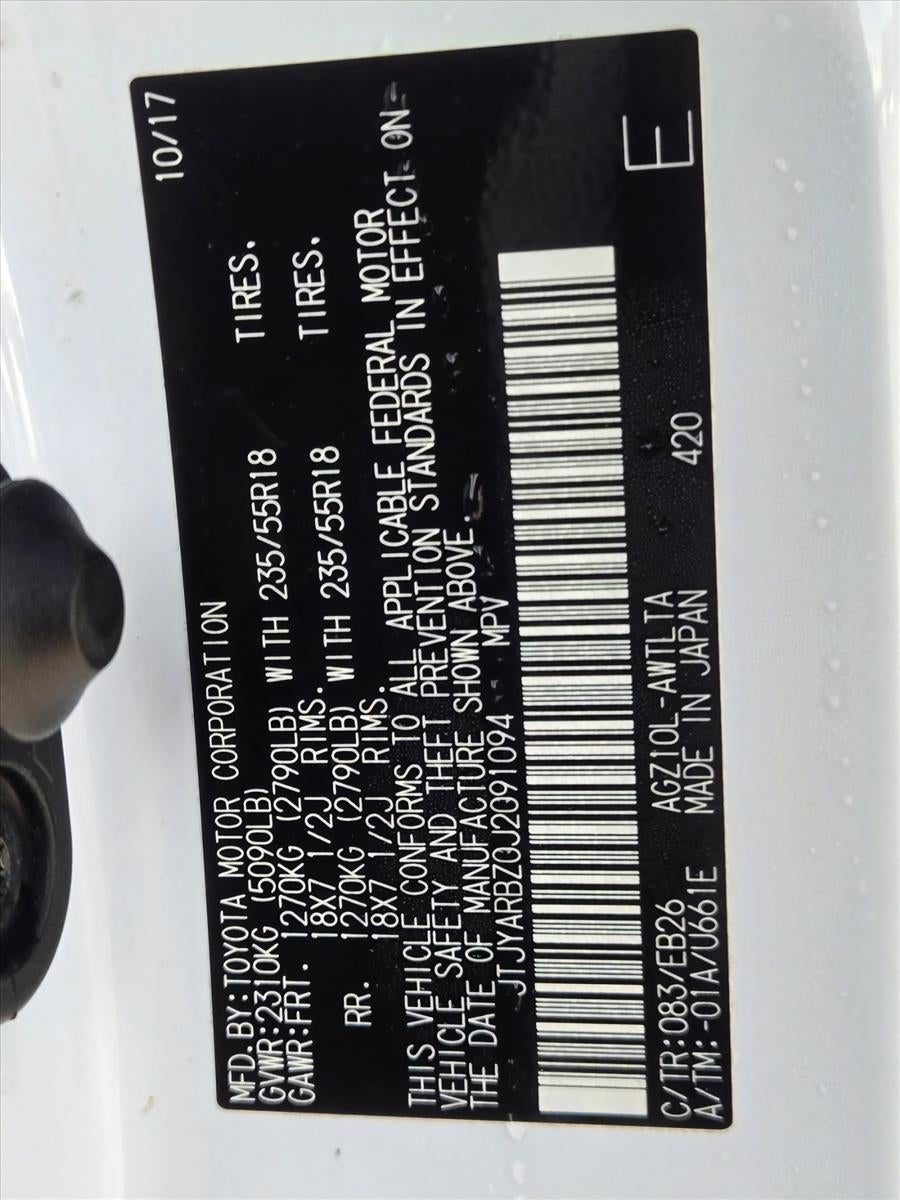 10/17
MFD.BY:TOYOTA MOTOR CORPORATION
GVWR:2310KG (5090LB)
GAWR:FRT. 1270KG (2790LB) WITH 235/55R18 TIRES.
18X7 1/2J RIMS.
RR. 1270KG (2790LB) WITH 235/55R18 TIRES.
18X7 1/2J RIMS.
THIS VEHICLE CONFORMS TO ALL APPLICABLE FEDERAL MOTOR
VEHICLE SAFETY AND THEFT PREVENTION STANDARDS IN EFFECT ON
THE DATE OF MANUFACTURE SHOWN ABOVE.
JTJYARBZ0J2091094 MPV
E
C/TR:083/EB26 AGZ10L-AWTLTA 420
A/TM:-01A/U661E MADE IN JAPAN